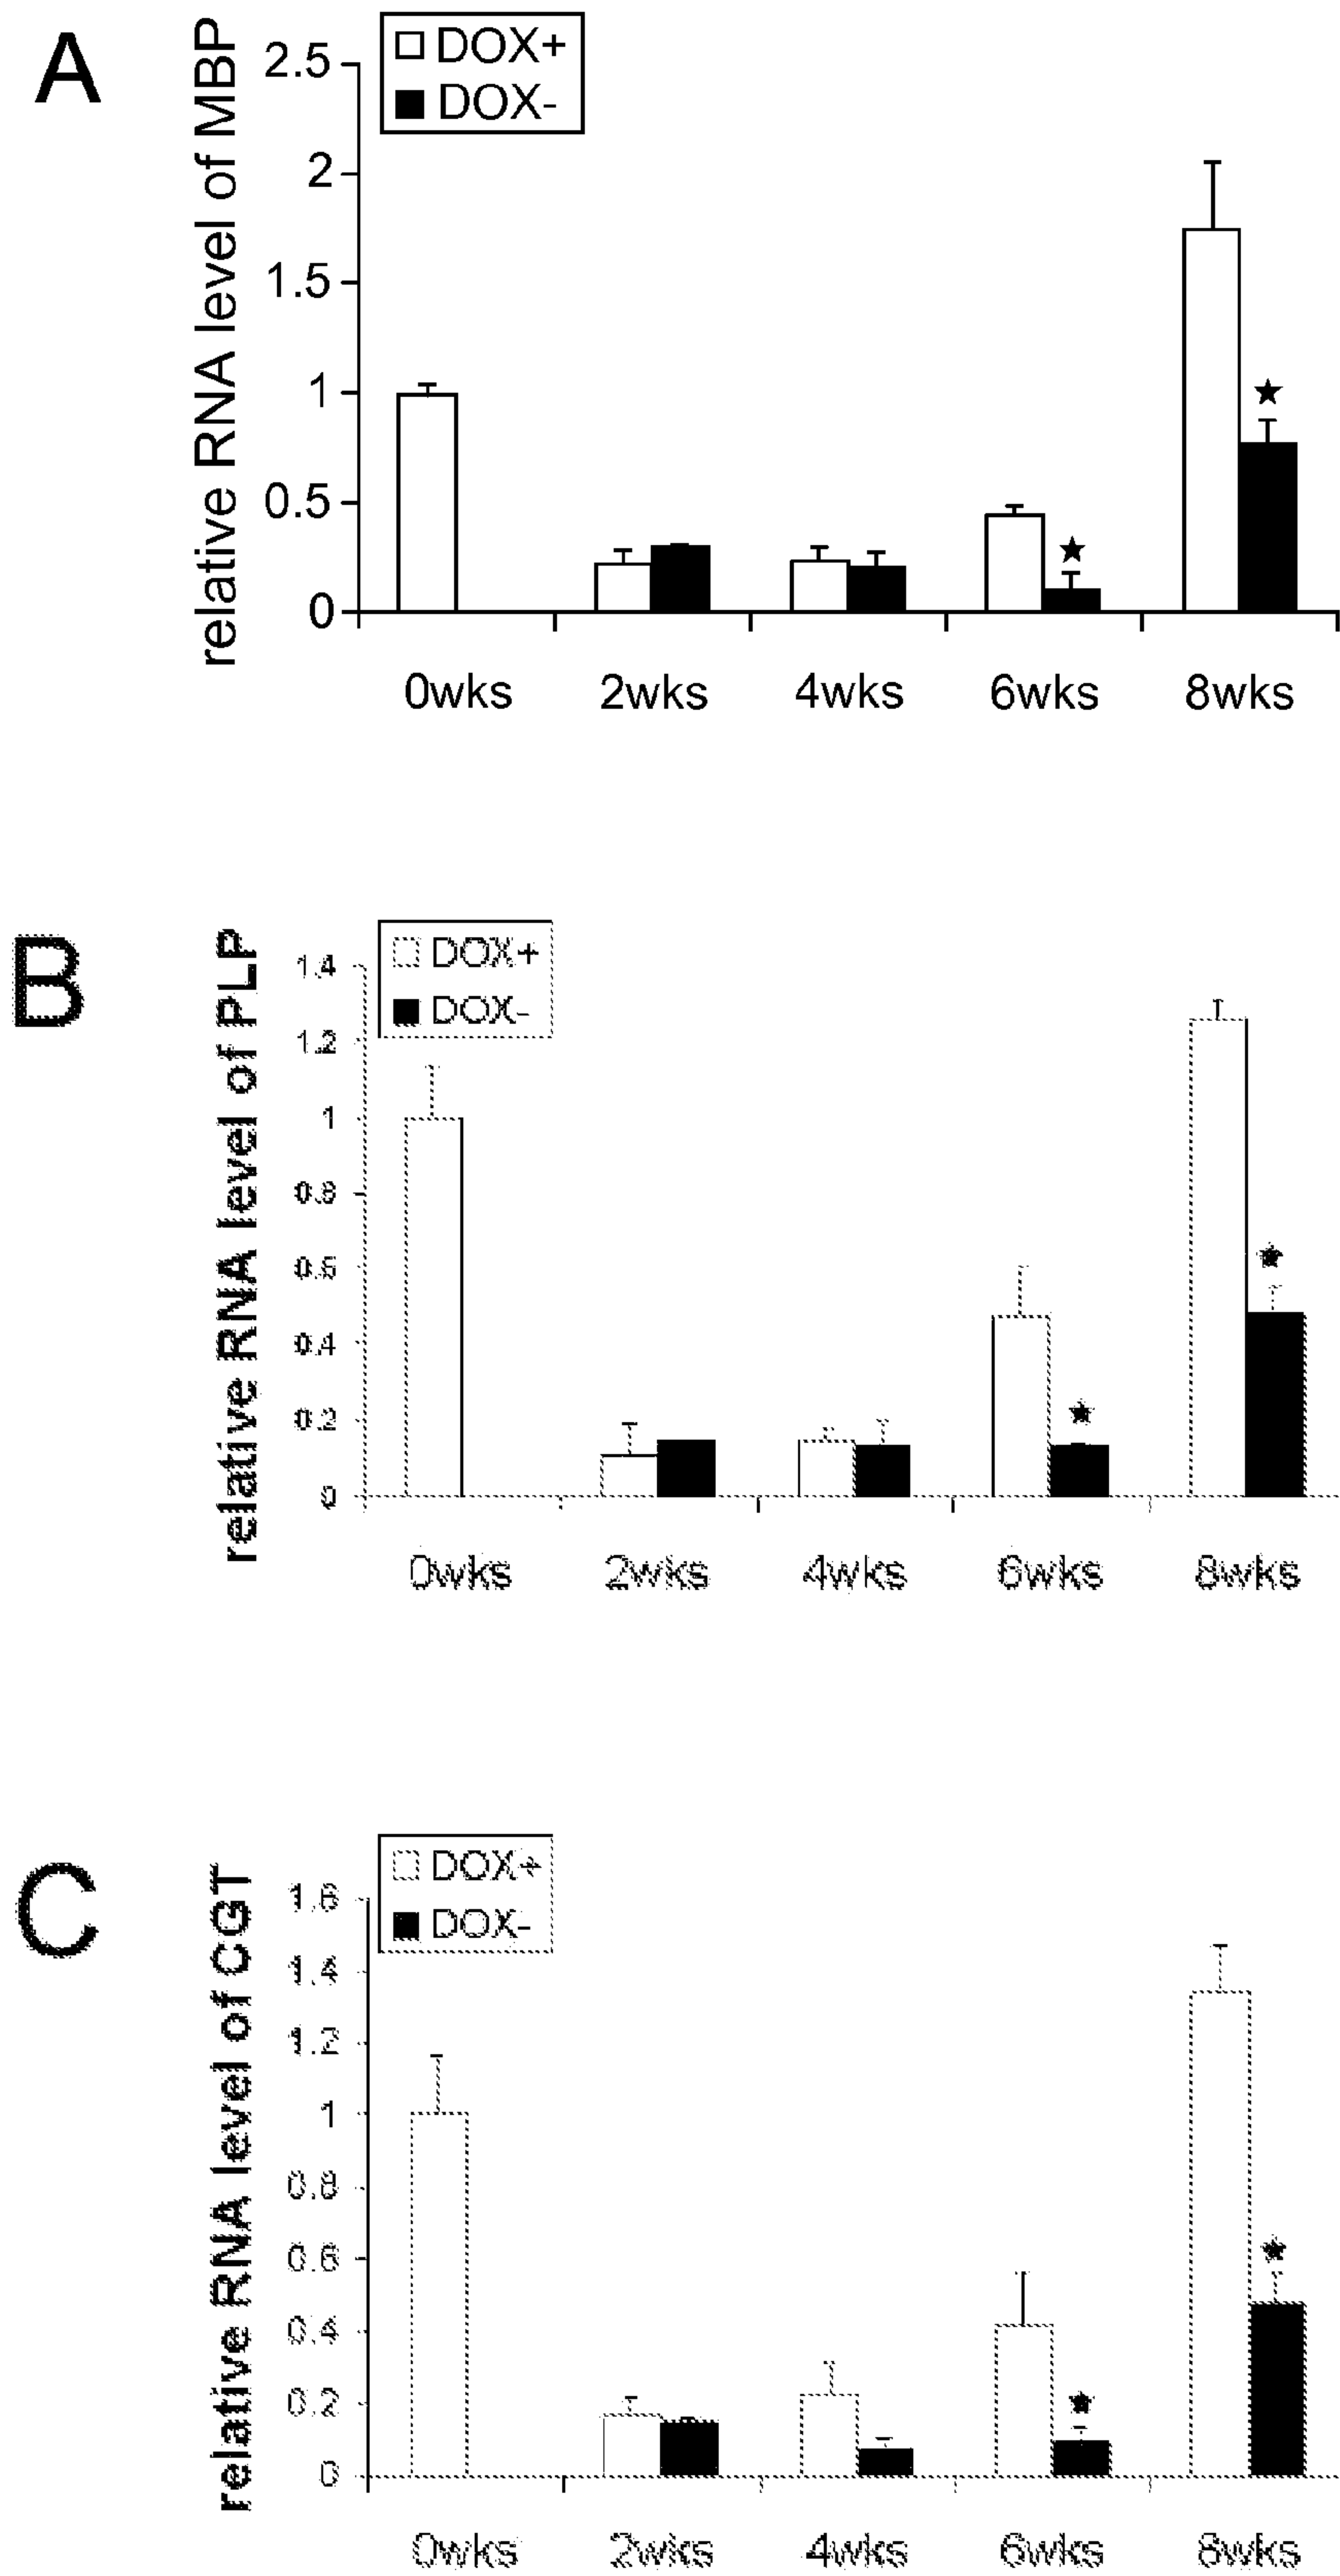 A
relative RNA level of MBP
DOX+
DOX-
2.5
2
1.5
1
0.5
0
0wks 2wks 4wks 6wks 8wks
B
relative RNA level of PLP
DOX+
DOX-
1.4
1.2
1
0.8
0.6
0.4
0.2
0
0wks 2wks 4wks 6wks 8wks
C
relative RNA level of CGT
DOX+
DOX-
1.6
1.4
1.2
1
0.8
0.6
0.4
0.2
0
0wks 2wks 4wks 6wks 8wks